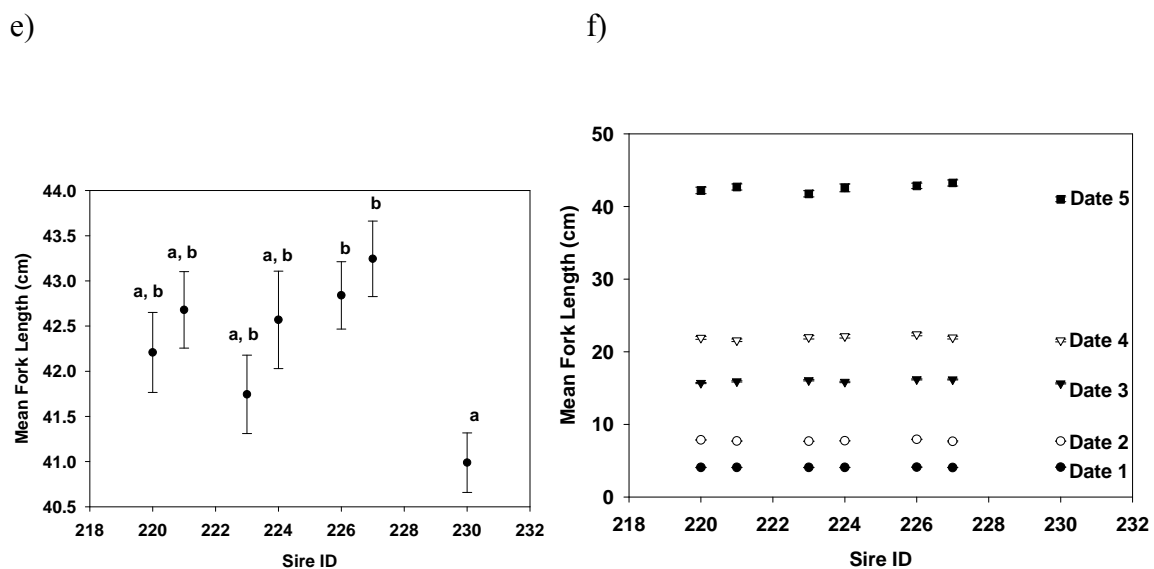 e)
f)
Mean Fork Length (cm)
44.0
43.5
43.0
42.5
42.0
41.5
41.0
40.5
a, b
a, b
a, b
a, b
b
b
a
218 220 222 224 226 228 230 232
Sire ID
Mean Fork Length (cm)
50
40
30
20
10
0
Date 5
Date 4
Date 3
Date 2
Date 1
218 220 222 224 226 228 230 232
Sire ID